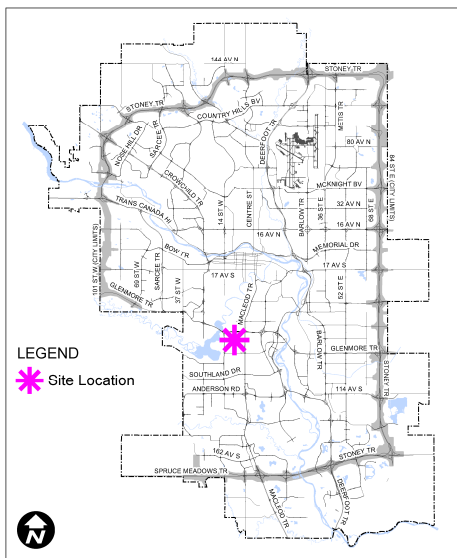 144 AV N
STONEY TR
STONEY TR
COUNTRY HILLS BV
METIS TR
DEERFOOT TR
NOSE HILL DR
SARCEE TR
80 AV N
84 ST E (CITY LIMITS)
CROWCHILD TR
MCKNIGHT BV
14 ST W
CENTRE ST
BARLOW TR
36 ST E
32 AV N
68 ST E
TRANS CANADA HI
16 AV N
16 AV N
101 ST W (CITY LIMITS)
BOW TR
MEMORIAL DR
69 ST W
SARCEE TR
37 ST W
17 AV S
17 AV S
52 ST E
GLENMORE TR
MACLEOD TR
BARLOW TR
LEGEND
Site Location
GLENMORE TR
SOUTHLAND DR
STONEY TR
ANDERSON RD
114 AV S
162 AV S
STONEY TR
SPRUCE MEADOWS TR
MACLEOD TR
DEERFOOT TR
N